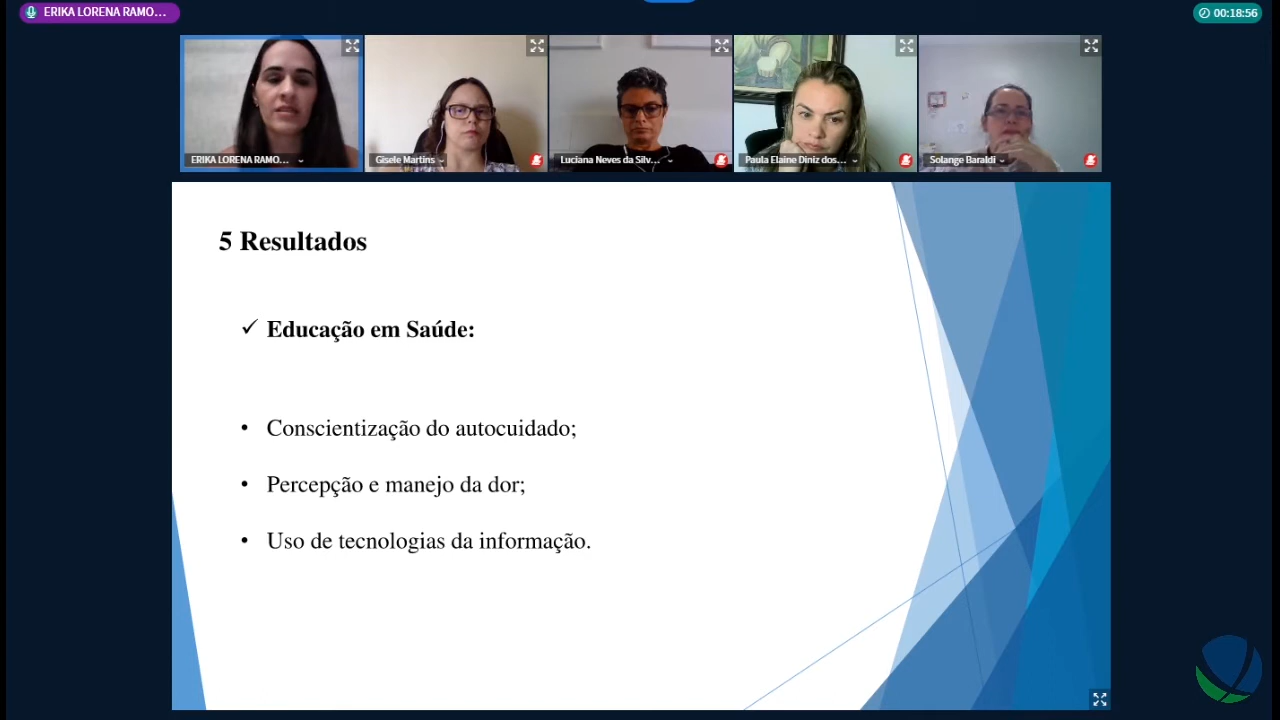 ERIKA LORENA RAMO...
00:18:56
ERIKA LORENA RAMO...
Gisele Martins
Luciana Neves da Silv...
Paula Elaine Diniz dos...
Solange Baraldi
5 Resultados
✓ Educação em Saúde:
• Conscientização do autocuidado;
• Percepção e manejo da dor;
• Uso de tecnologias da informação.